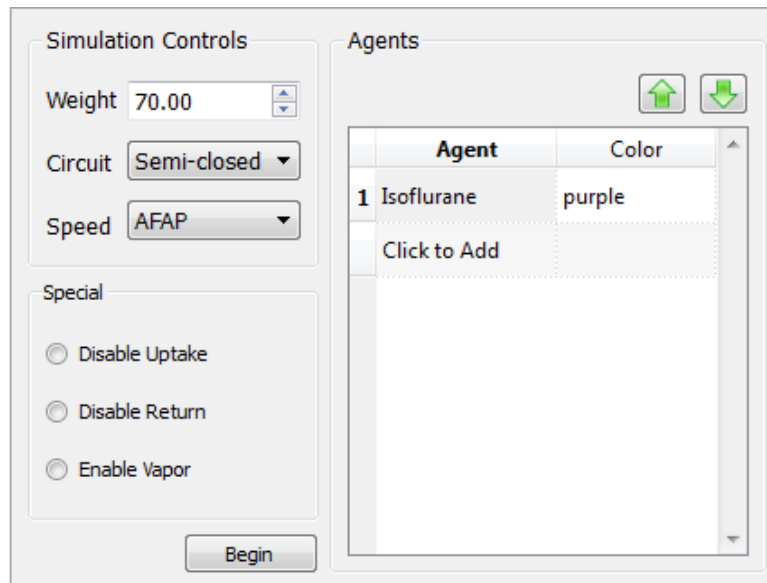 Simulation Controls
Weight 70.00
Circuit Semi-closed
Speed AFAP
Special
Disable Uptake
Disable Return
Enable Vapor
Begin
Agents
Agent Color
1 Isoflurane purple
Click to Add